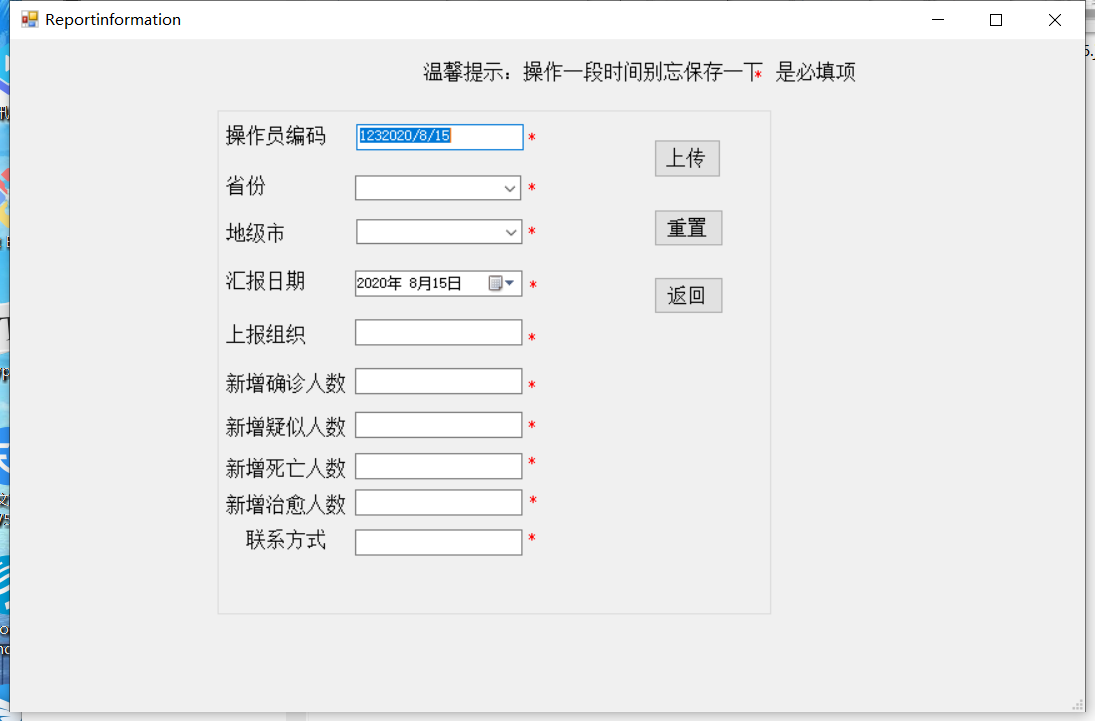 Reportinformation
温馨提示：操作一段时间别忘保存一下* 是必填项
操作员编码 1232020/8/15 *
上传
省份 *
重置
地级市 *
汇报日期 2020年 8月15日 *
返回
上报组织 *
新增确诊人数 *
新增疑似人数 *
新增死亡人数 *
新增治愈人数 *
联系方式 *